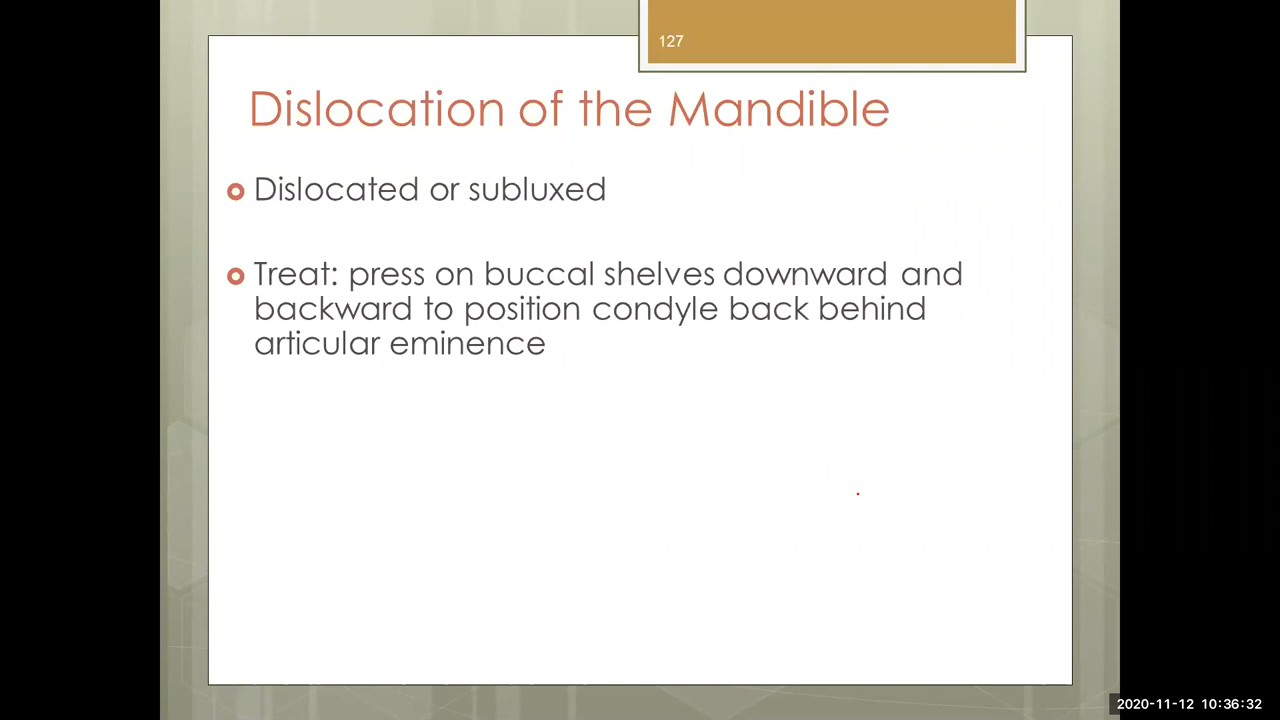 127
Dislocation of the Mandible
Dislocated or subluxed
Treat: press on buccal shelves downward and
backward to position condyle back behind
articular eminence
2020-11-12 10:36:32